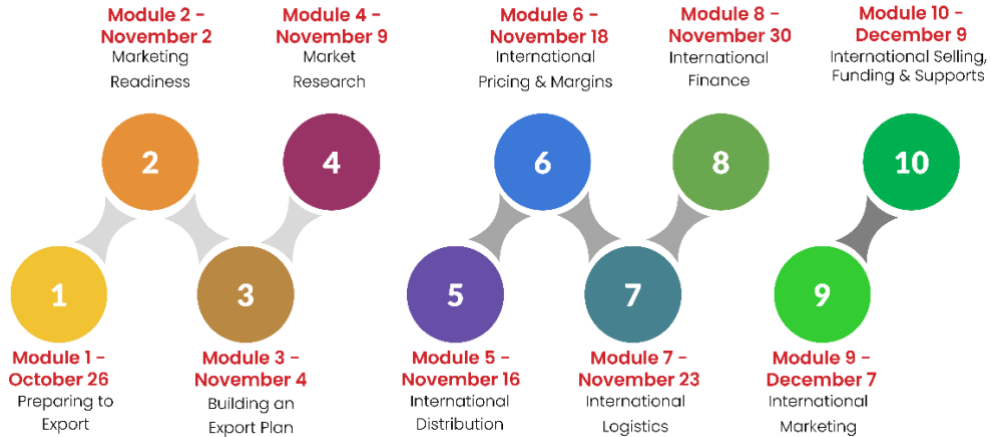 Module 1 -
October 26
Preparing to
Export
1
Module 2 -
November 2
Marketing
Readiness
2
Module 3 -
November 4
Building an
Export Plan
3
Module 4 -
November 9
Market
Research
4
Module 5 -
November 16
International
Distribution
5
Module 6 -
November 18
International
Pricing & Margins
6
Module 7 -
November 23
International
Logistics
7
Module 8 -
November 30
International
Finance
8
Module 9 -
December 7
International
Marketing
9
Module 10 -
December 9
International Selling,
Funding & Supports
10